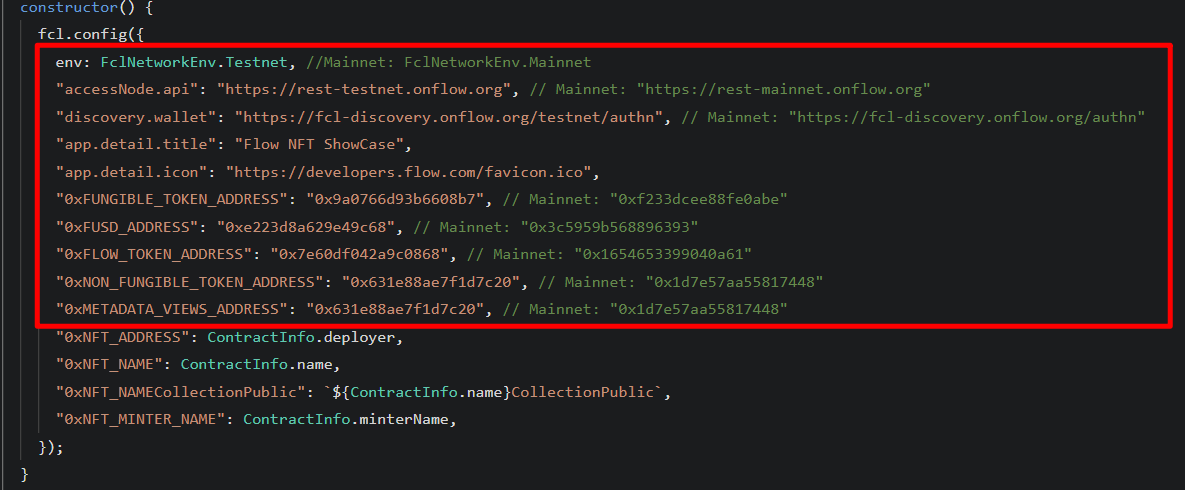 constructor() {
fcl.config({
env: FclNetworkEnv.Testnet, //Mainnet: FclNetworkEnv.Mainnet
"accessNode.api": "https://rest-testnet.onflow.org", // Mainnet: "https://rest-mainnet.onflow.org"
"discovery.wallet": "https://fcl-discovery.onflow.org/testnet/authn", // Mainnet: "https://fcl-discovery.onflow.org/authn"
"app.detail.title": "Flow NFT ShowCase",
"app.detail.icon": "https://developers.flow.com/favicon.ico",
"0xFUNGIBLE_TOKEN_ADDRESS": "0x9a0766d93b6608b7", // Mainnet: "0xf233dcee88fe0abe"
"0xFUSD_ADDRESS": "0xe223d8a629e49c68", // Mainnet: "0x3c5959b568896393"
"0xFLOW_TOKEN_ADDRESS": "0x7e60df042a9c0868", // Mainnet: "0x1654653399040a61"
"0xNON_FUNGIBLE_TOKEN_ADDRESS": "0x631e88ae7f1d7c20", // Mainnet: "0x1d7e57aa55817448"
"0xMETADATA_VIEWS_ADDRESS": "0x631e88ae7f1d7c20", // Mainnet: "0x1d7e57aa55817448"
"0xNFT_ADDRESS": ContractInfo.deployer,
"0xNFT_NAME": ContractInfo.name,
"0xNFT_NAMECollectionPublic": `${ContractInfo.name}CollectionPublic`,
"0xNFT_MINTER_NAME": ContractInfo.minterName,
});
}